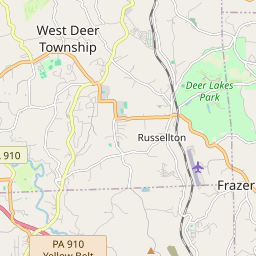 West Deer
Township
Deer Lakes
Park
Russellton
910
Frazer
PA 910
Yellow Belt